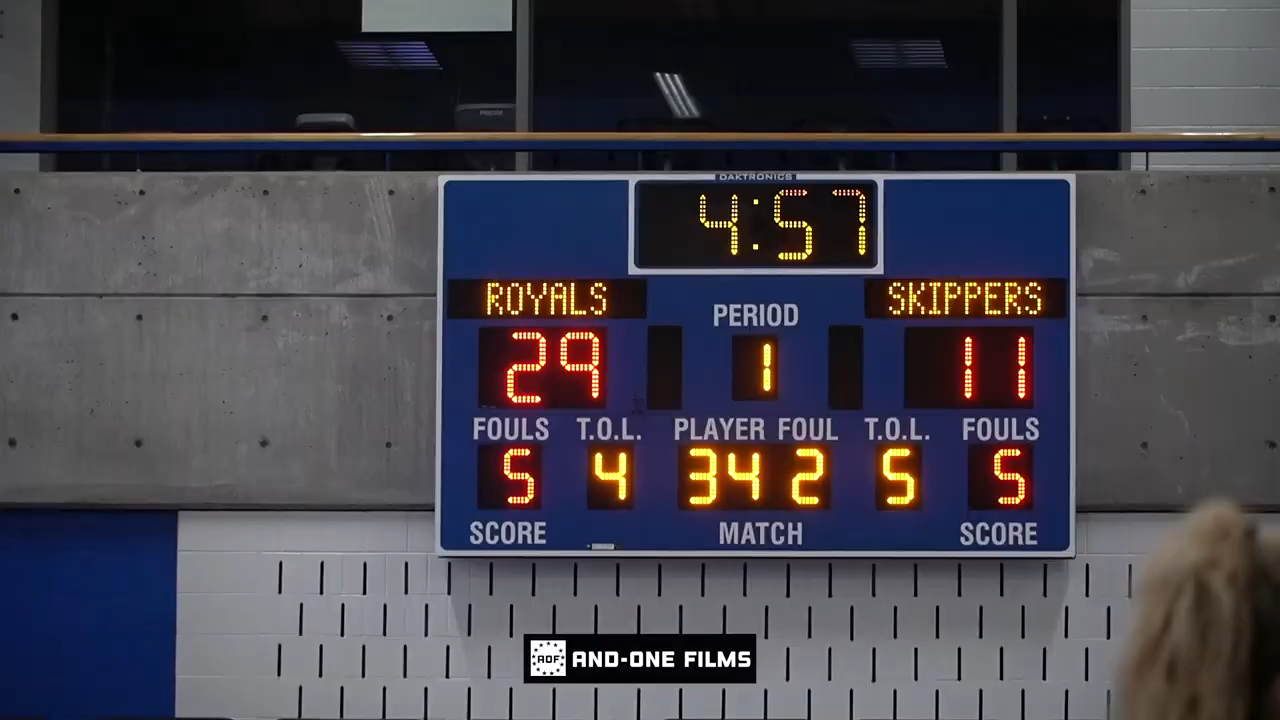 DAKTRONICS
4:57
ROYALS
SKIPPERS
PERIOD
29
1
11
FOULS T.O.L. PLAYER FOUL T.O.L. FOULS
5 4 34 2 5 5
SCORE MATCH SCORE
AOF AND-ONE FILMS